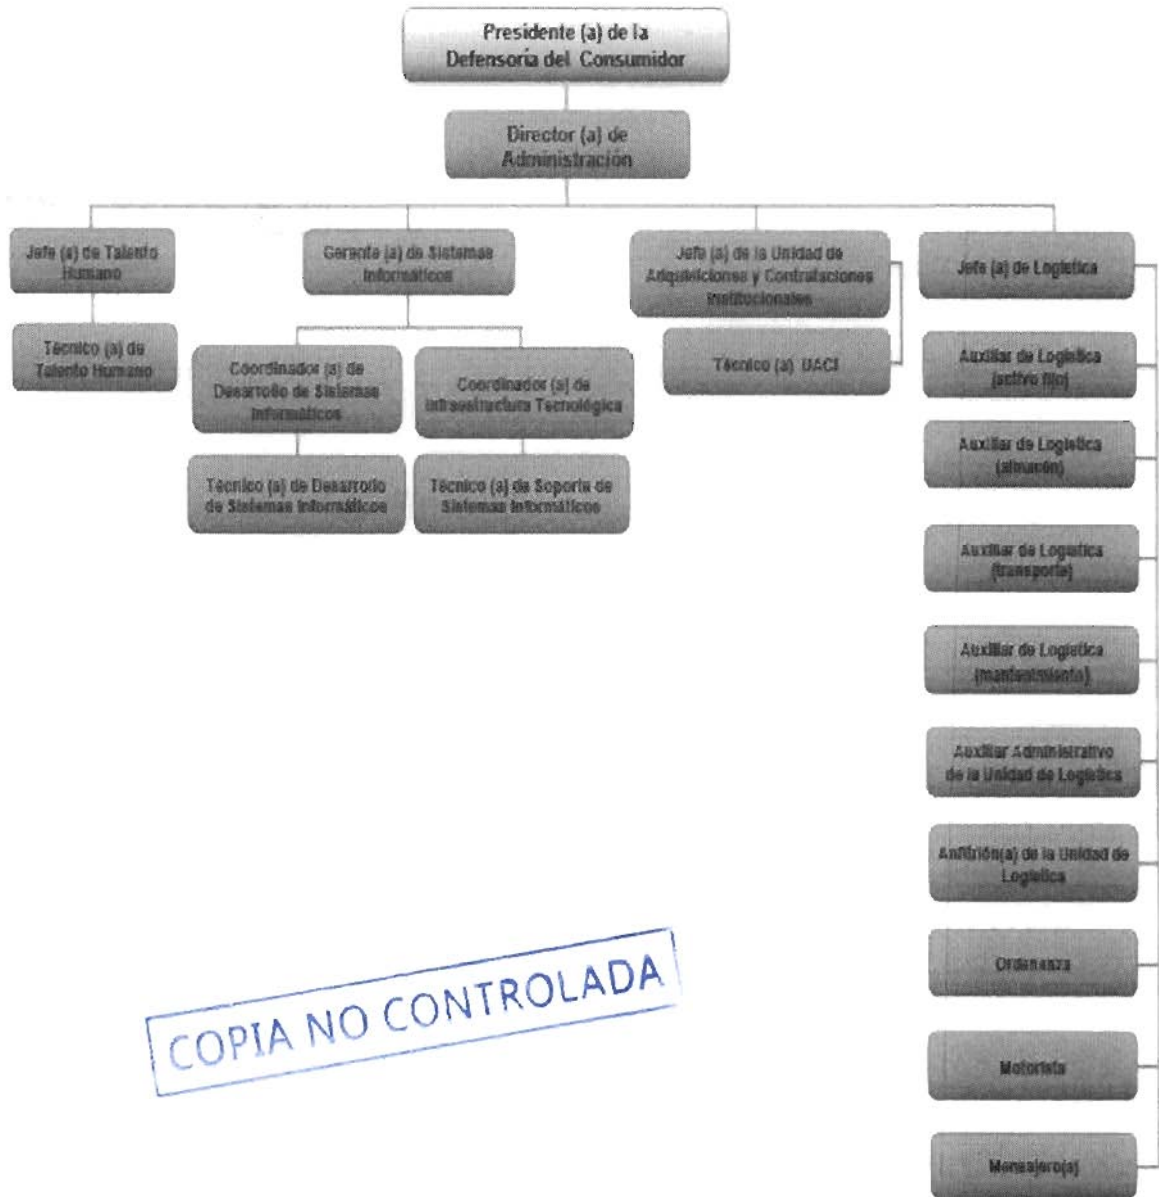 Presidente (a) de la
Defensoría del Consumidor
Director (a) de
Administración
Jefe (a) de Talento
Humano
Técnico (a) de
Talento Humano
Gerente (a) de Sistemas
Informáticos
Coordinador (a) de
Desarrollo de Sistemas
Informáticos
Técnico (a) de Desarrollo
de Sistemas Informáticos
Coordinador (a) de
Infraestructura Tecnológica
Técnico (a) de Soporte de
Sistemas Informáticos
Jefe (a) de la Unidad de
Adquisiciones y Contrataciones
Institucionales
Técnico (a) UACI
Jefe (a) de Logística
Auxiliar de Logística
(activo fijo)
Auxiliar de Logística
(almacén)
Auxiliar de Logística
(transporte)
Auxiliar de Logística
(mantenimiento)
Auxiliar Administrativo
de la Unidad de Logística
Anfitrión(a) de la Unidad de
Logística
Ordenanza
Motorista
Mensajero(a)
COPIA NO CONTROLADA